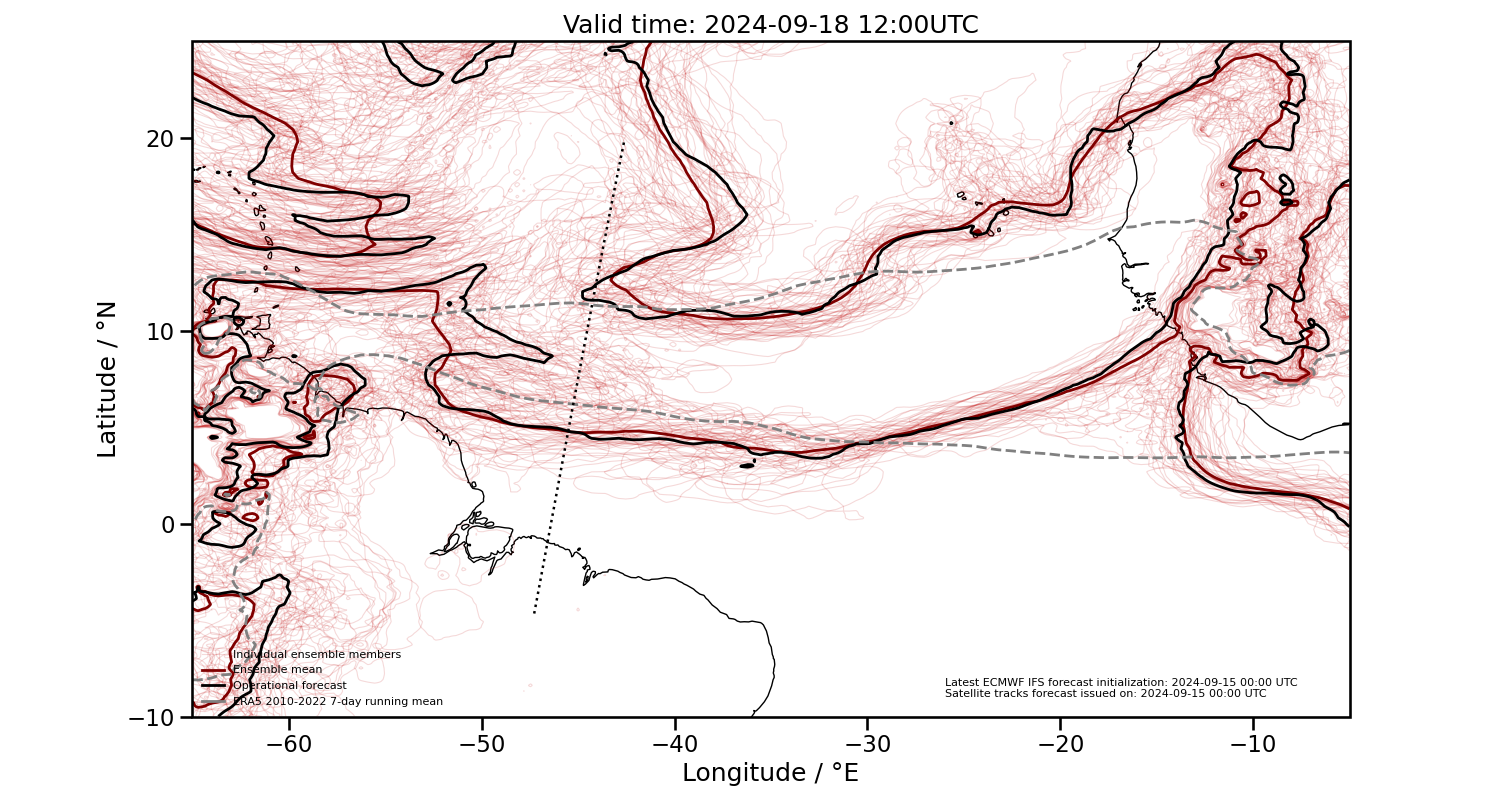 Valid time: 2024-09-18 12:00UTC
20
10
0
−10
Latitude / °N
Individual ensemble members
Ensemble mean
Operational forecast
ERA5 2010-2022 7-day running mean
Latest ECMWF IFS forecast initialization: 2024-09-15 00:00 UTC
Satellite tracks forecast issued on: 2024-09-15 00:00 UTC
−60 −50 −40 −30 −20 −10
Longitude / °E